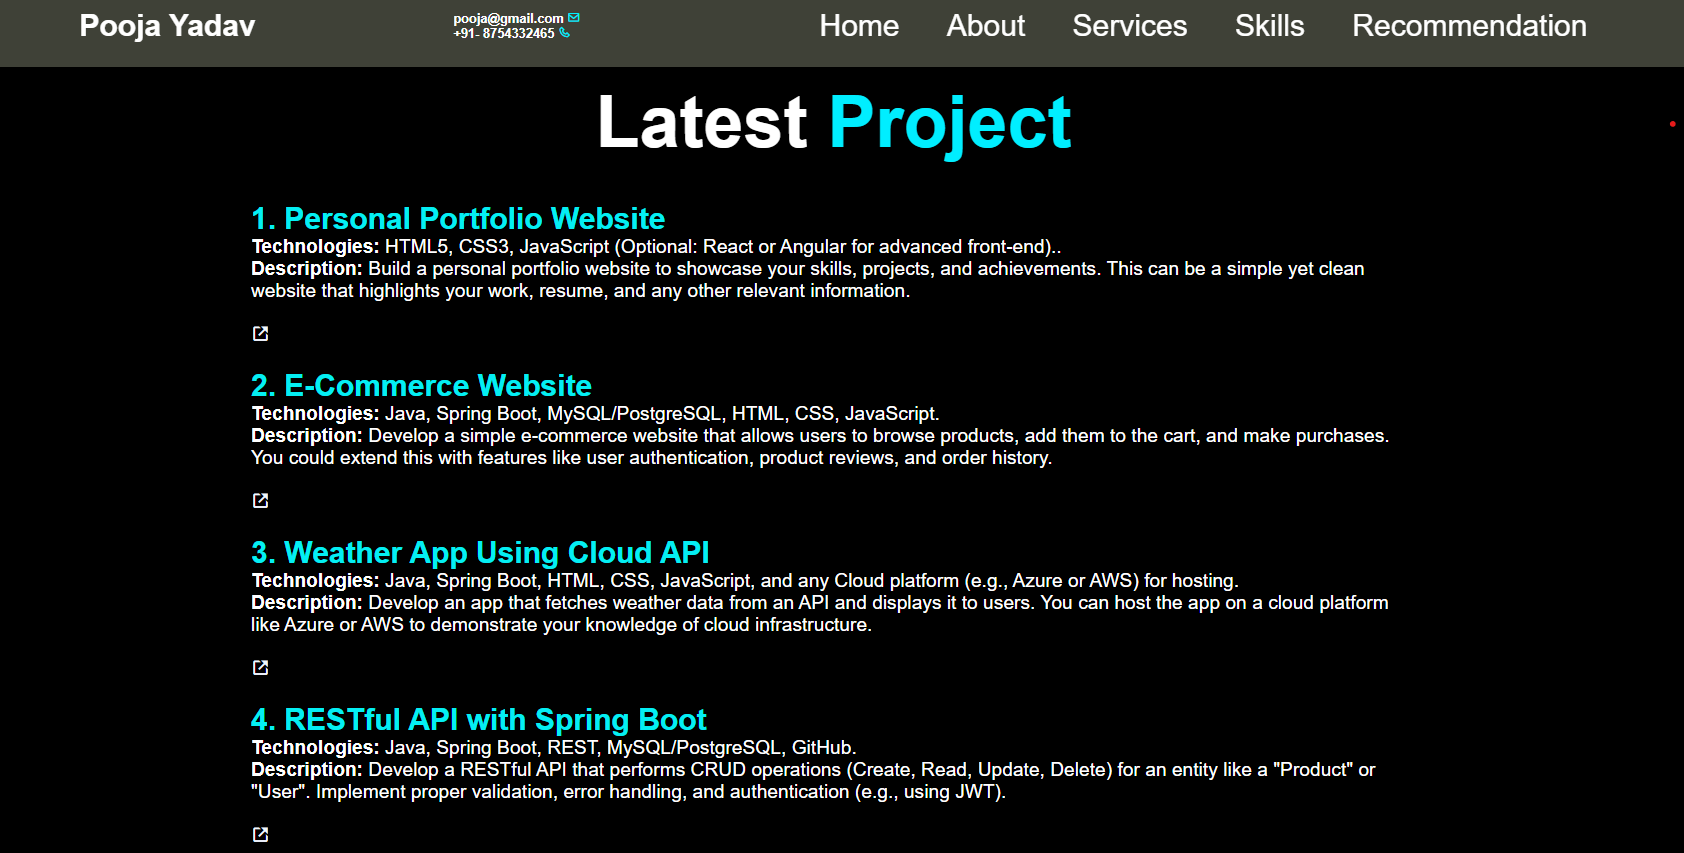 Pooja Yadav
pooja@gmail.com
+91- 8754332465
Home About Services Skills Recommendation
Latest Project
1. Personal Portfolio Website
Technologies: HTML5, CSS3, JavaScript (Optional: React or Angular for advanced front-end)..
Description: Build a personal portfolio website to showcase your skills, projects, and achievements. This can be a simple yet clean
website that highlights your work, resume, and any other relevant information.
2. E-Commerce Website
Technologies: Java, Spring Boot, MySQL/PostgreSQL, HTML, CSS, JavaScript.
Description: Develop a simple e-commerce website that allows users to browse products, add them to the cart, and make purchases.
You could extend this with features like user authentication, product reviews, and order history.
3. Weather App Using Cloud API
Technologies: Java, Spring Boot, HTML, CSS, JavaScript, and any Cloud platform (e.g., Azure or AWS) for hosting.
Description: Develop an app that fetches weather data from an API and displays it to users. You can host the app on a cloud platform
like Azure or AWS to demonstrate your knowledge of cloud infrastructure.
4. RESTful API with Spring Boot
Technologies: Java, Spring Boot, REST, MySQL/PostgreSQL, GitHub.
Description: Develop a RESTful API that performs CRUD operations (Create, Read, Update, Delete) for an entity like a "Product" or
"User". Implement proper validation, error handling, and authentication (e.g., using JWT).